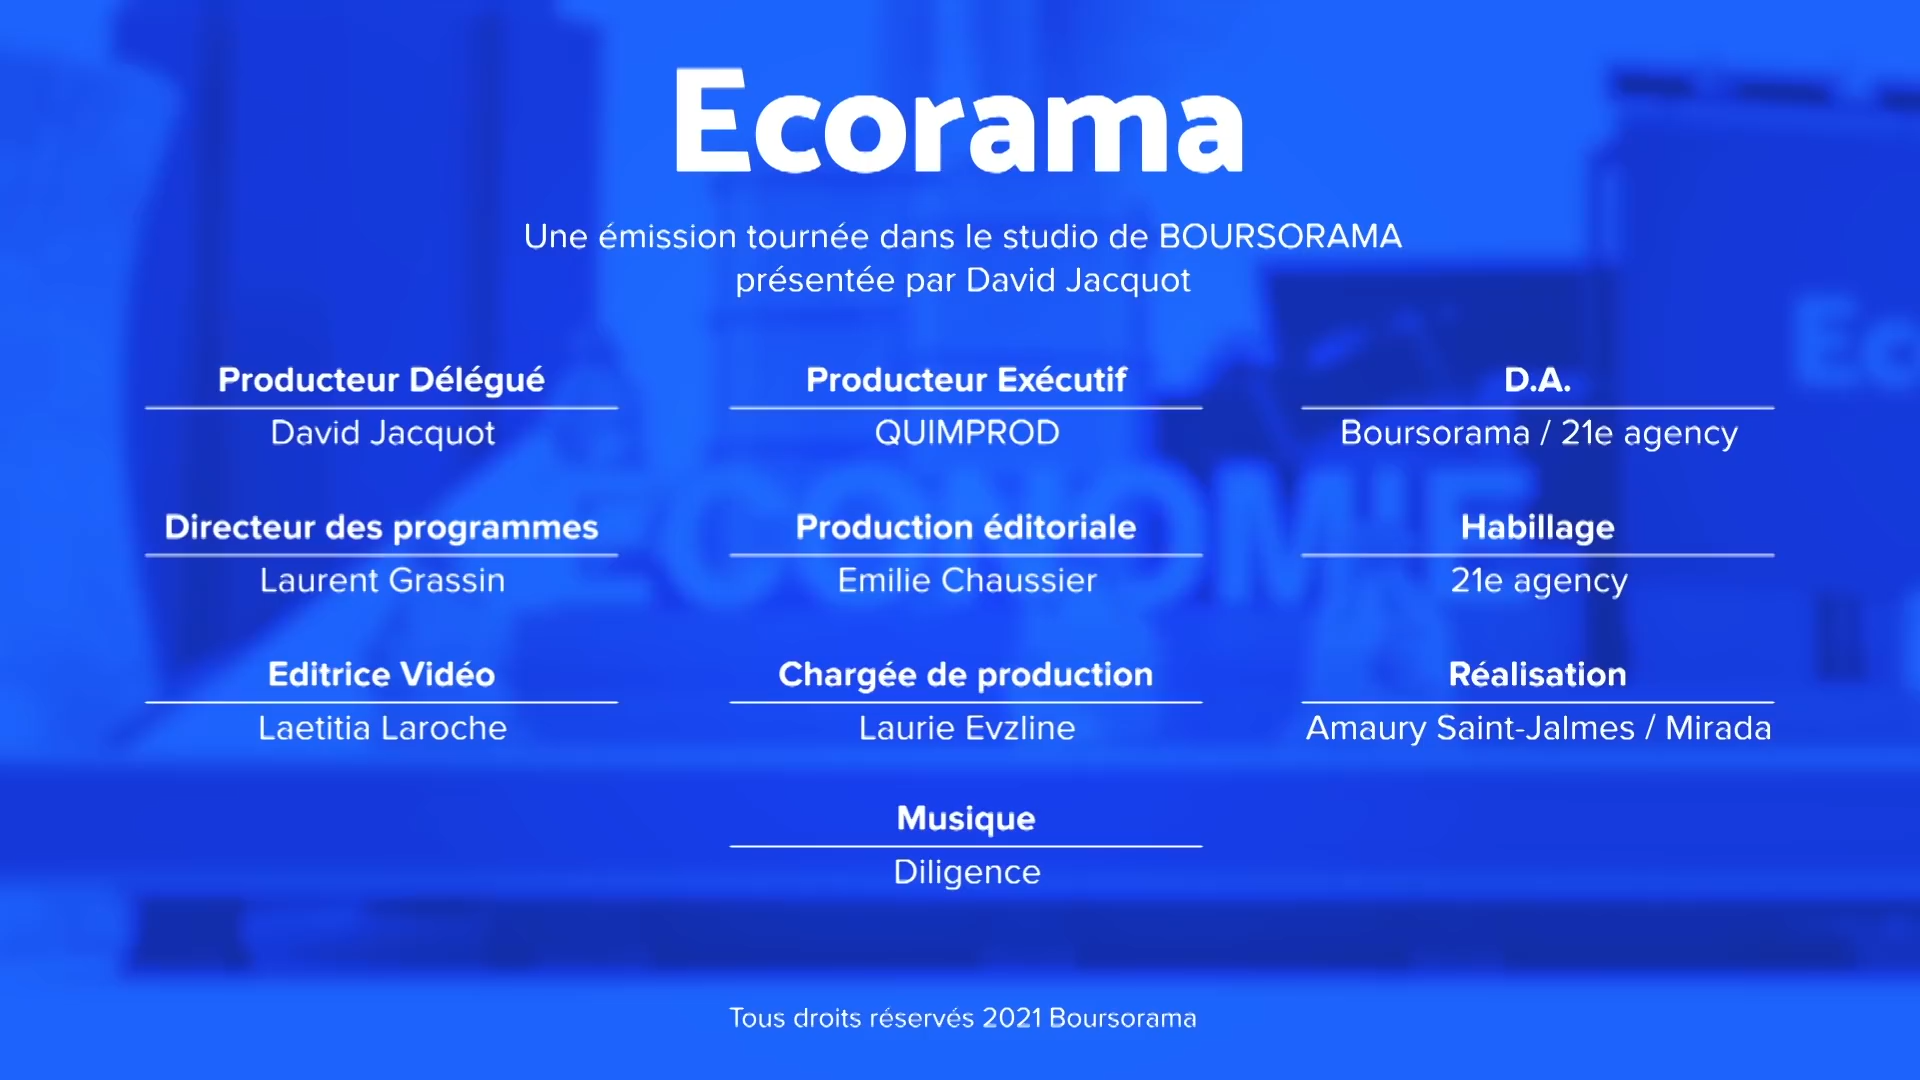 Ecorama
Une émission tournée dans le studio de BOURSORAMA
présentée par David Jacquot
Producteur Délégué
David Jacquot
Producteur Exécutif
QUIMPROD
D.A.
Boursorama / 21e agency
Directeur des programmes
Laurent Grassin
Production éditoriale
Emilie Chaussier
Habillage
21e agency
Editrice Vidéo
Laetitia Laroche
Chargée de production
Laurie Evzline
Réalisation
Amaury Saint-Jalmes / Mirada
Musique
Diligence
Tous droits réservés 2021 Boursorama
ECONOMIE
Eco